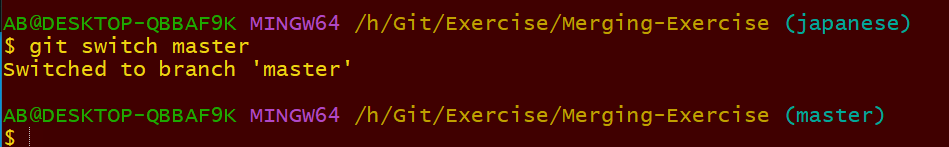 AB@DESKTOP-QBBAF9K MINGW64 /h/Git/Exercise/Merging-Exercise (japanese)
$ git switch master
Switched to branch 'master'
AB@DESKTOP-QBBAF9K MINGW64 /h/Git/Exercise/Merging-Exercise (master)
$